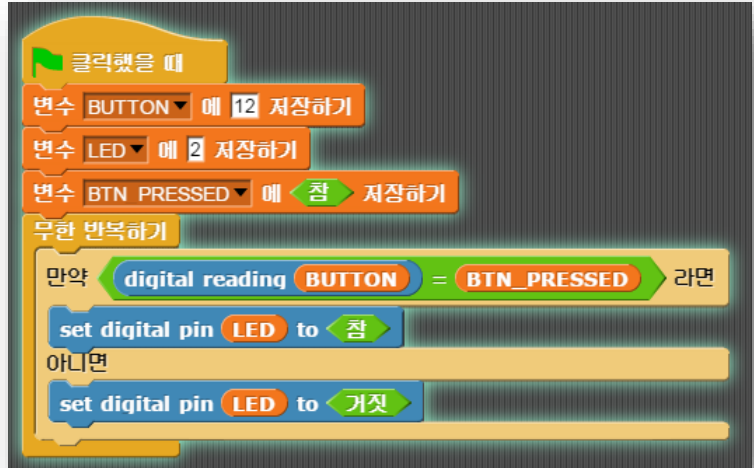 클릭했을 때
변수 BUTTON 에 12 저장하기
변수 LED 에 2 저장하기
변수 BTN PRESSED 에 참 저장하기
무한 반복하기
만약 digital reading BUTTON = BTN_PRESSED 라면
set digital pin LED to 참
아니면
set digital pin LED to 거짓